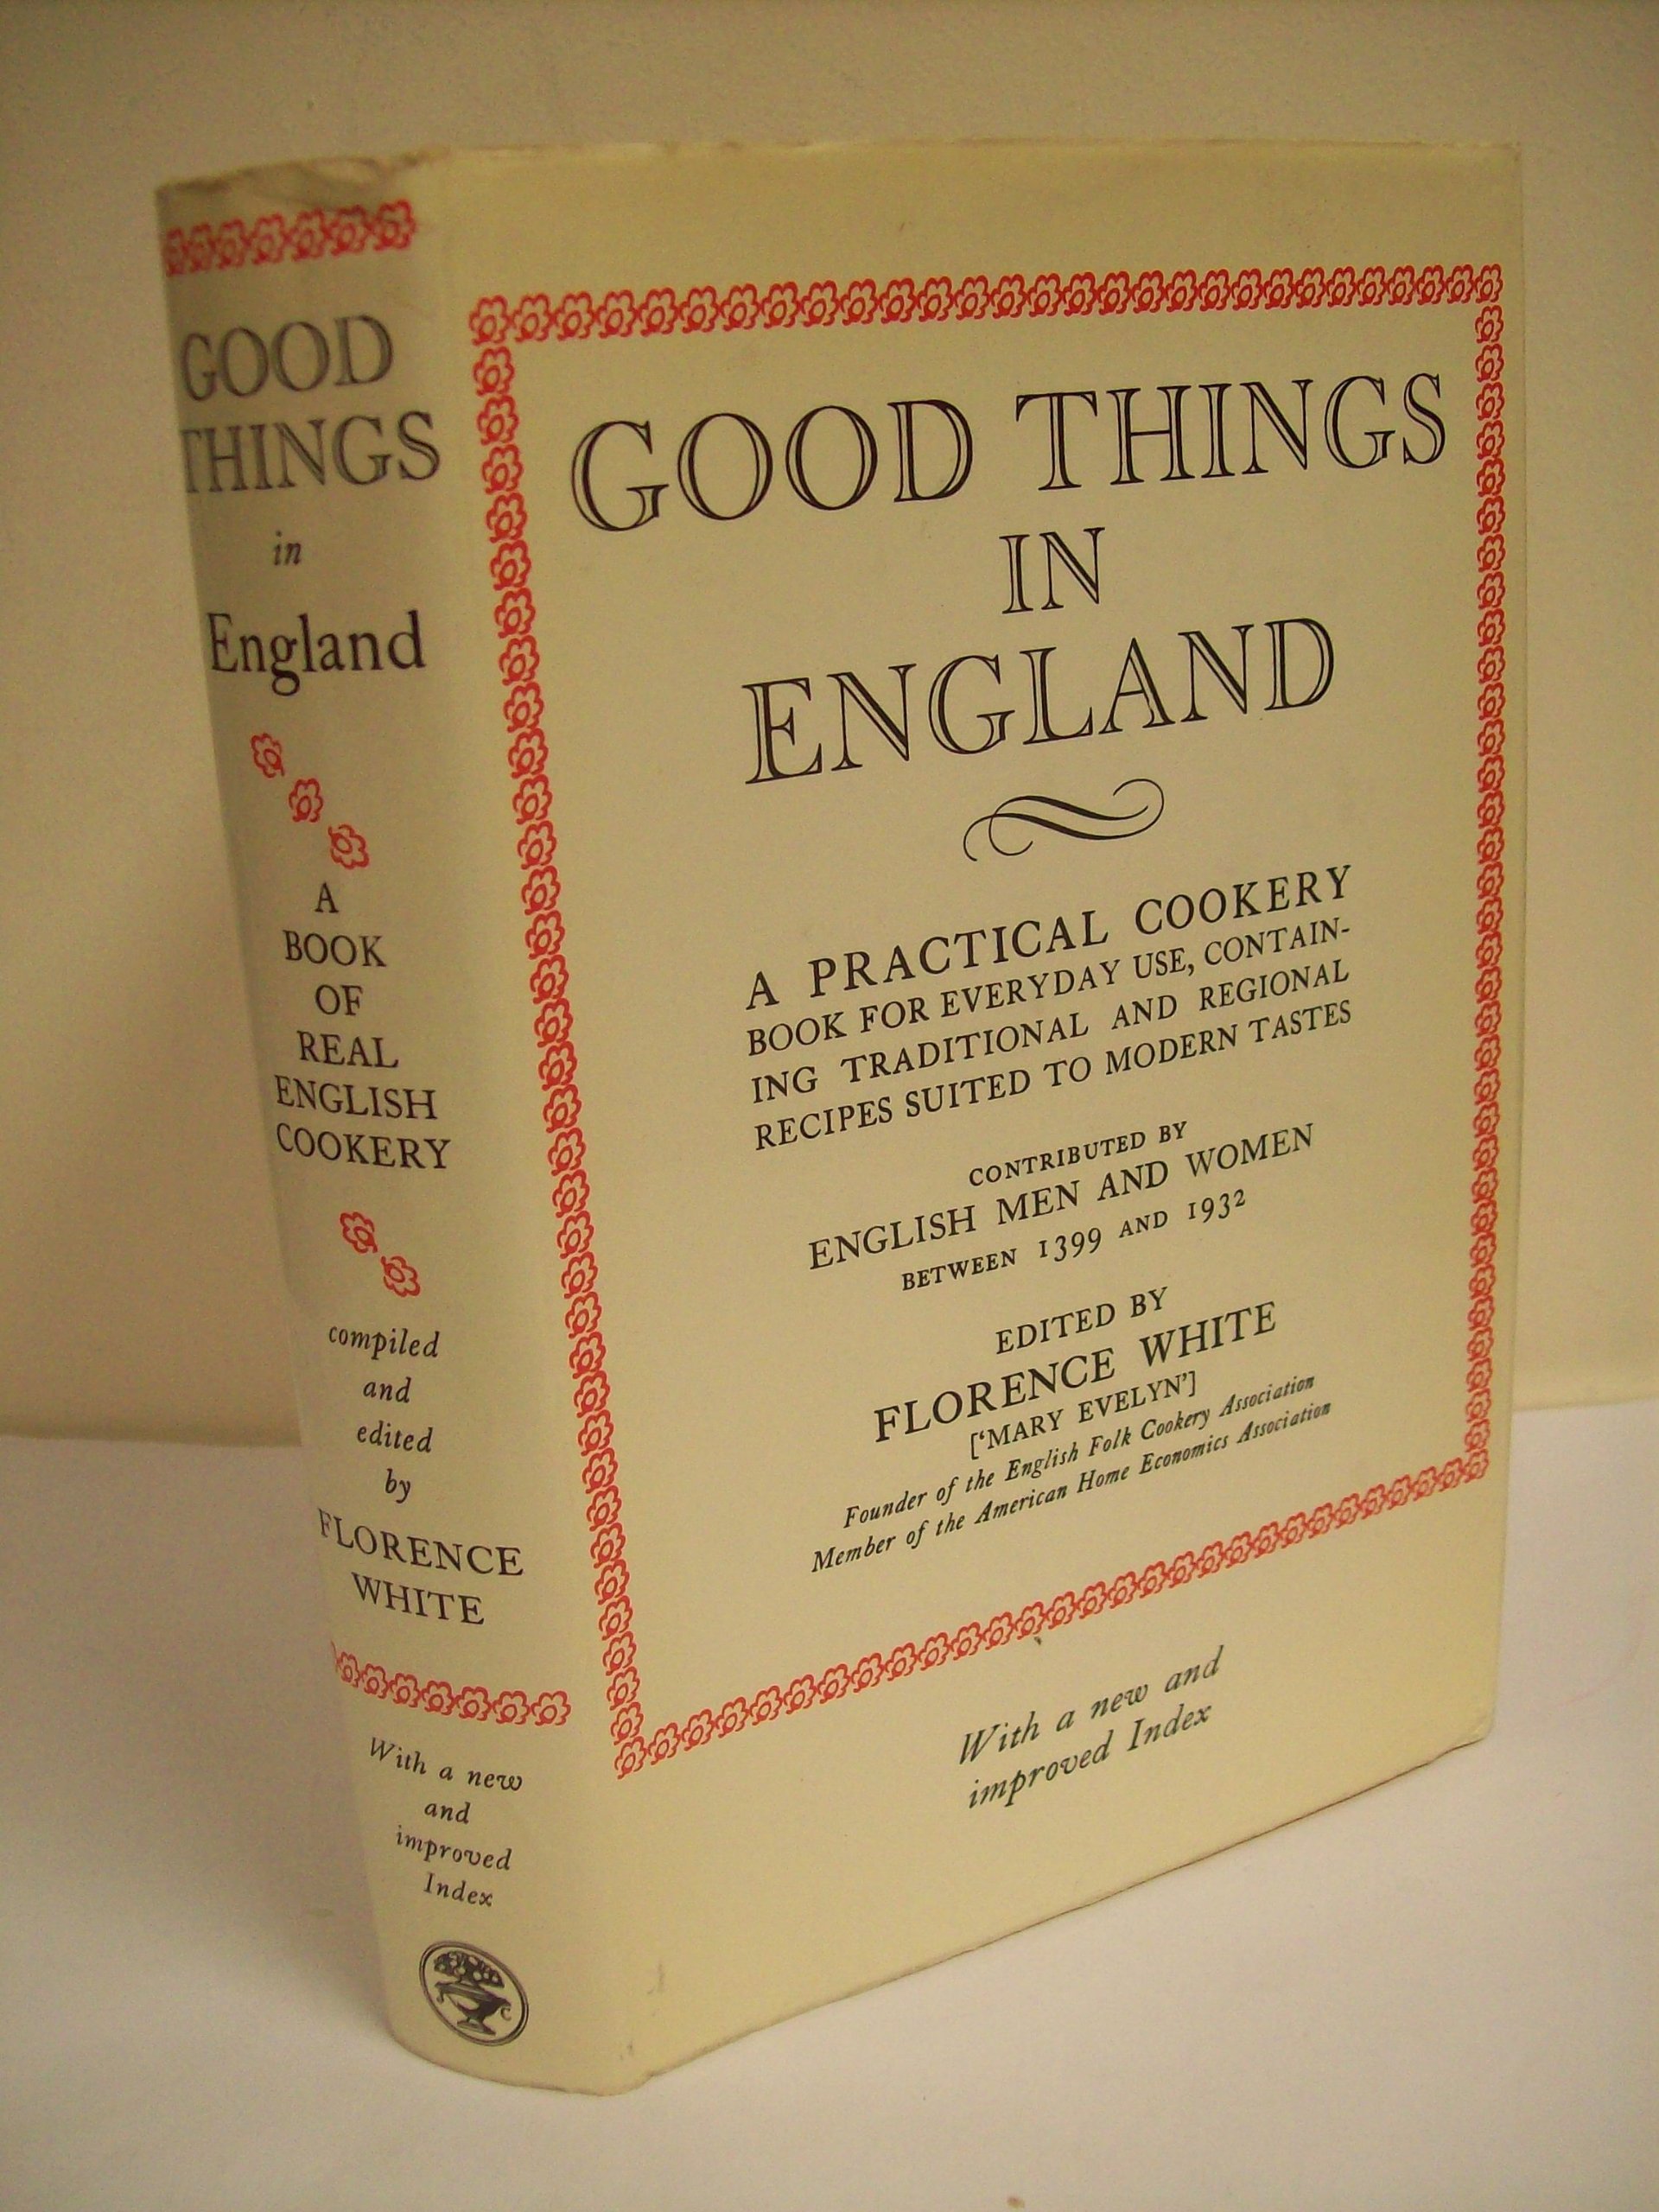 GOOD
THINGS
in
England
A
BOOK
OF
REAL
ENGLISH
COOKERY
compiled
and
edited
by
FLORENCE
WHITE
With a new
and
improved
Index
GOOD THINGS
IN
ENGLAND
A PRACTICAL COOKERY
BOOK FOR EVERYDAY USE, CONTAIN-
ING TRADITIONAL AND REGIONAL
RECIPES SUITED TO MODERN TASTES
CONTRIBUTED BY
ENGLISH MEN AND WOMEN
BETWEEN 1399 AND 1932
EDITED BY
FLORENCE WHITE
['MARY EVELYN']
Founder of the English Folk Cookery Association
Member of the American Home Economics Association
With a new and
improved Index